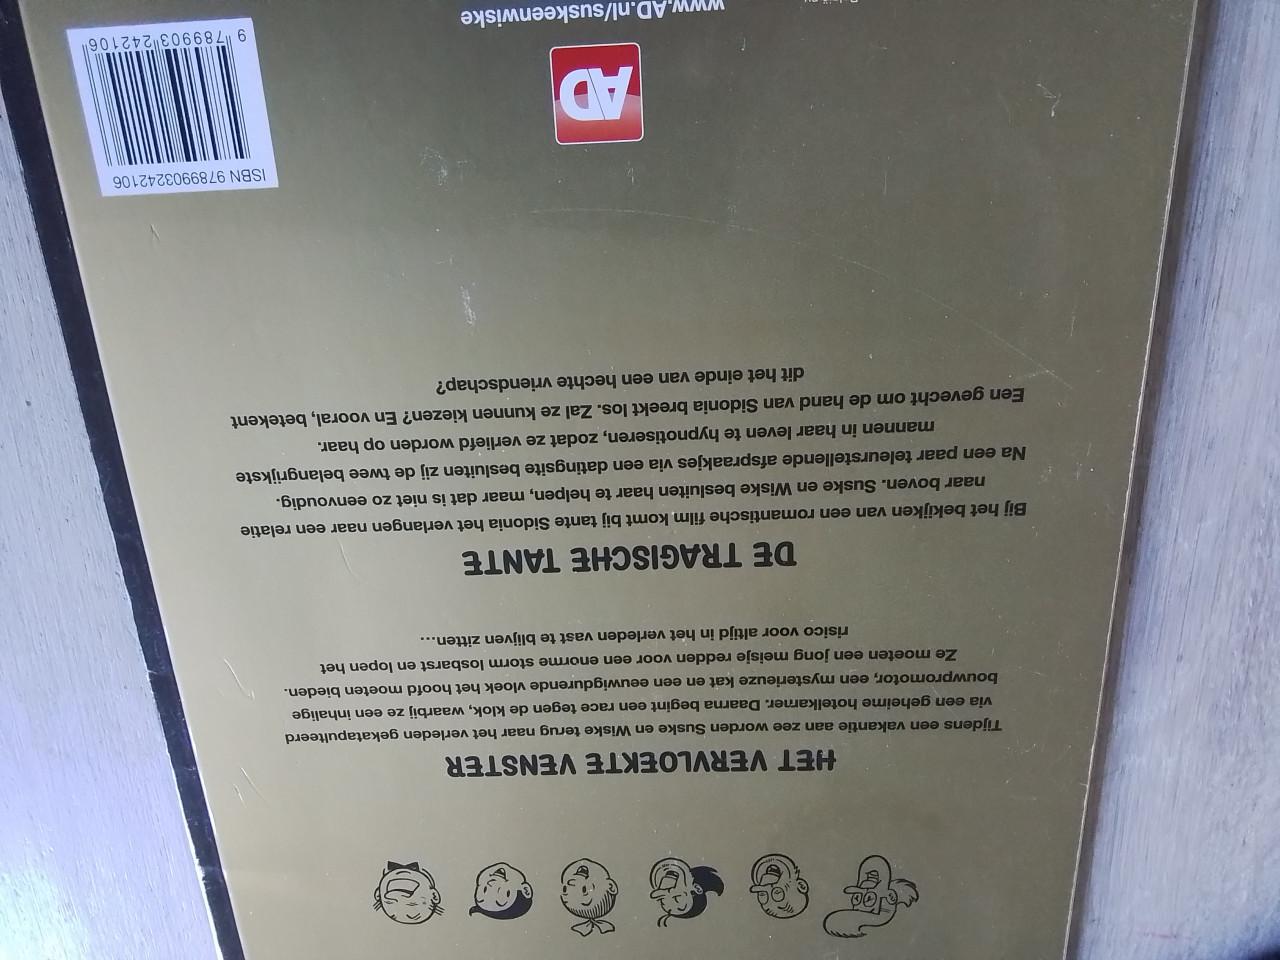 HET VERVLOEKTE VENSTER
Tijdens een vakantie aan zee worden Suske en Wiske terug naar het verleden gekatapulteerd
via een geheime hotelkamer. Daarna begint een race tegen de klok, waarbij ze een inhalige
bouwpromotor, een mysterieuze kat en een eeuwigdurende vloek het hoofd moeten bieden.
Ze moeten een jong meisje redden voor een enorme storm losbarst en lopen het
risico voor altijd in het verleden vast te blijven zitten...
DE TRAGISCHE TANTE
Bij het bekijken van een romantische film komt bij tante Sidonia het verlangen naar een relatie
naar boven. Suske en Wiske besluiten haar te helpen, maar dat is niet zo eenvoudig.
Na een paar teleurstellende afspraakjes via een datingsite besluiten zij de twee belangrijkste
mannen in haar leven te hypnotiseren, zodat ze verliefd worden op haar.
Een gevecht om de hand van Sidonia breekt los. Zal ze kunnen kiezen? En vooral, betekent
dit het einde van een hechte vriendschap?
ISBN 9789903242106
9 789903 242106
AD
www.AD.nl/suskeenwiske